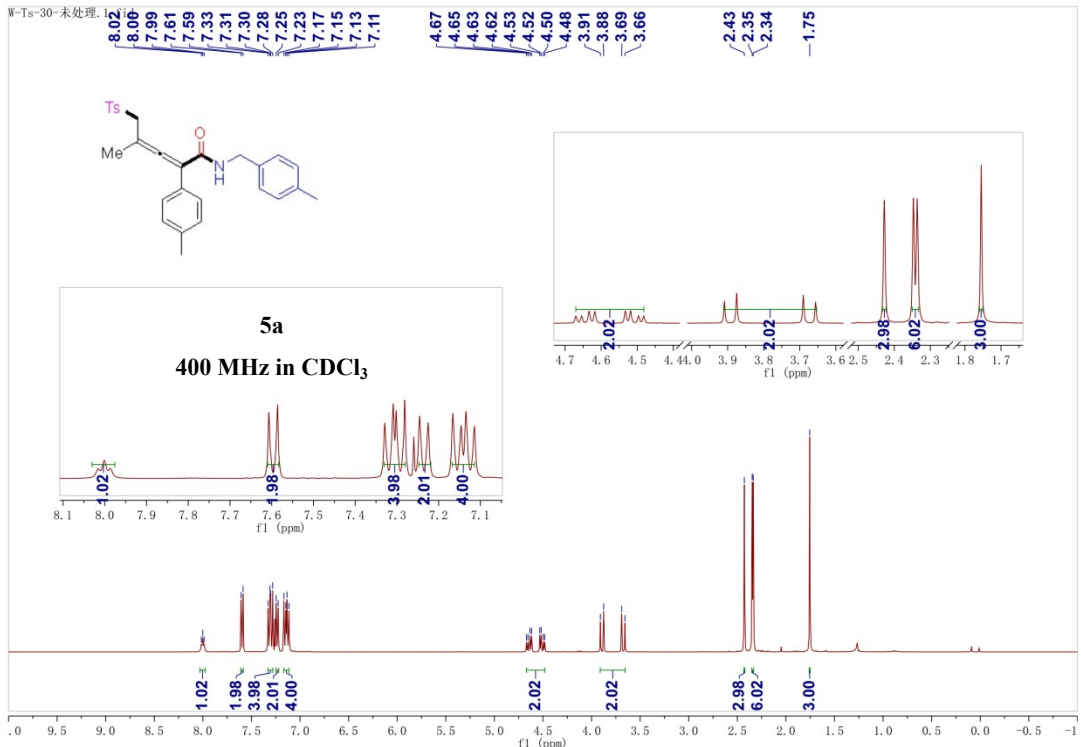 W-Ts-30-未处理.1.fid
8.02 8.00 7.99 7.61 7.59 7.33 7.31 7.30 7.28 7.25 7.23 7.17 7.15 7.13 7.11 4.67 4.65 4.63 4.62 4.53 4.52 4.50 4.48 3.91 3.88 3.69 3.66 2.43 2.35 2.34 1.75
Ts
Me
O
N
H
5a
400 MHz in CDCl3
2.02 2.02 2.98 6.02 3.00
4.7 4.6 4.5 4.4 4.0 3.9 3.8 3.7 3.6 2.5 2.4 2.3 1.8 1.7
f1 (ppm)
1.02 1.98 3.98 2.01 4.00
8.1 8.0 7.9 7.8 7.7 7.6 7.5 7.4 7.3 7.2 7.1
f1 (ppm)
1.02 1.98 3.98 2.01 4.00 2.02 2.02 2.98 6.02 3.00
.0 9.5 9.0 8.5 8.0 7.5 7.0 6.5 6.0 5.5 5.0 4.5 4.0 3.5 3.0 2.5 2.0 1.5 1.0 0.5 0.0 -0.5 -1
f1 (ppm)